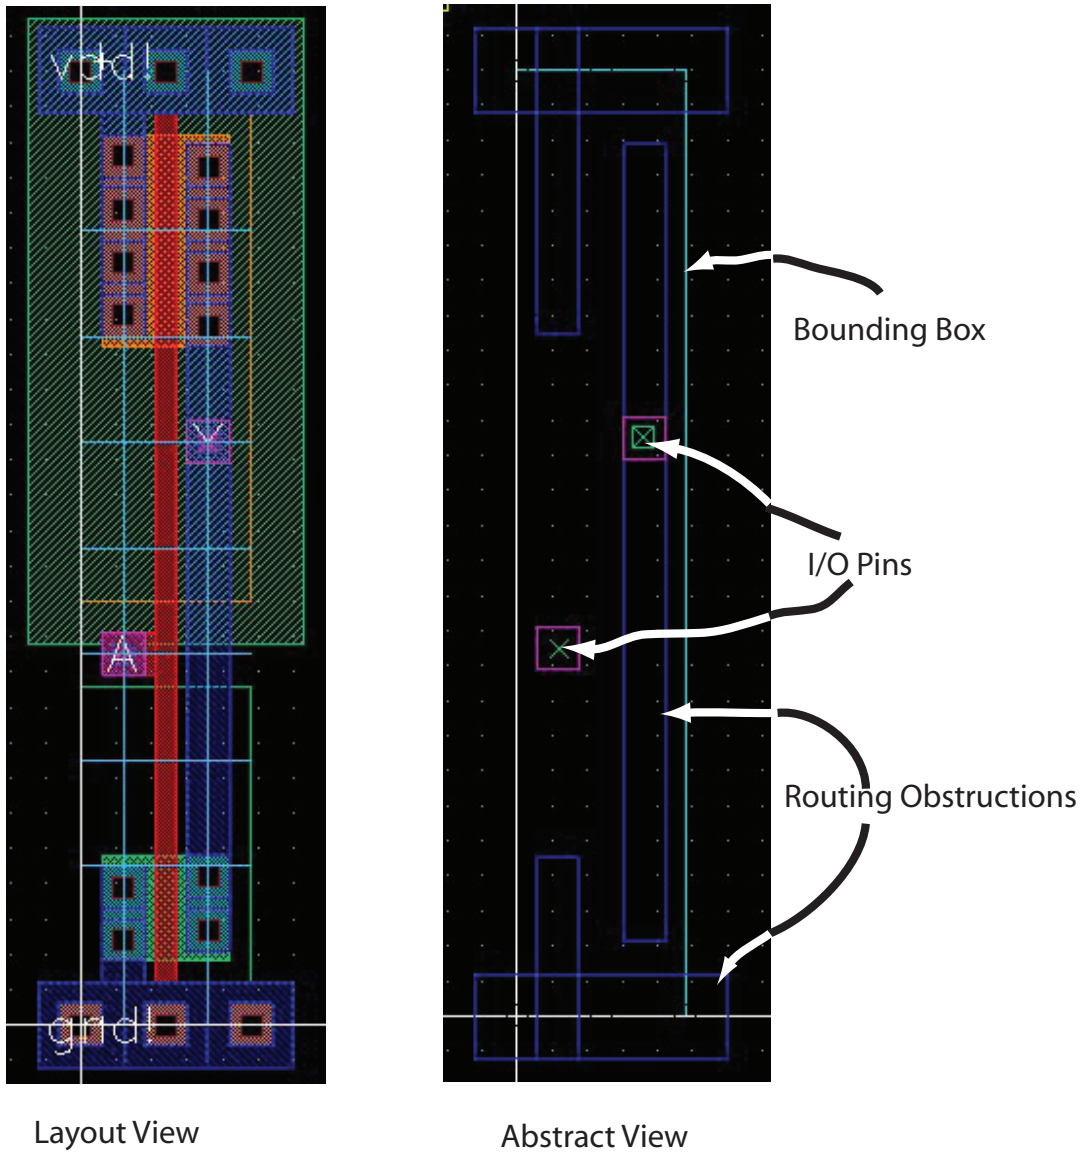 vdd!
Bounding Box
Y
I/O Pins
A
Routing Obstructions
gnd!
Layout View
Abstract View